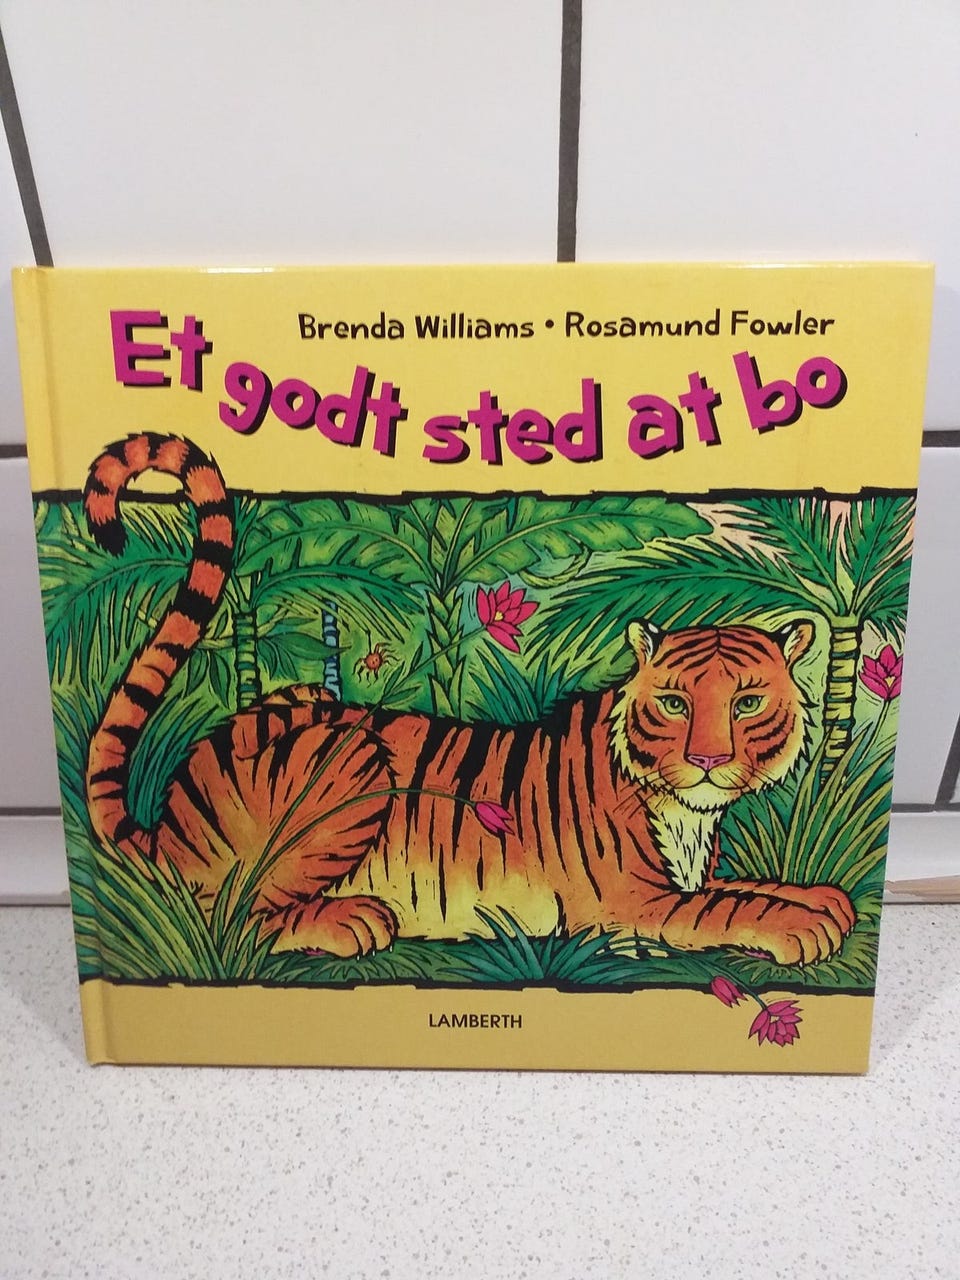 Brenda Williams • Rosamund Fowler
Et godt sted at bo
LAMBERTH